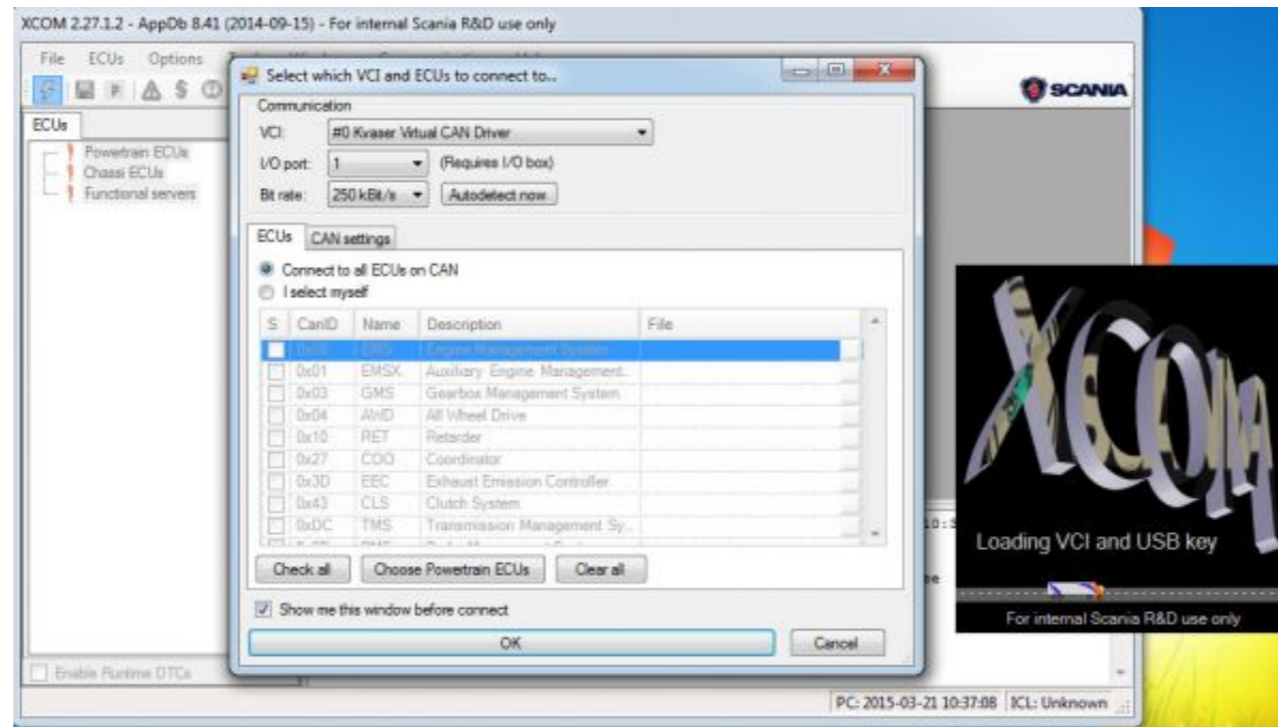 XCOM 2.27.1.2 - AppDb 8.41 (2014-09-15) - For internal Scania R&D use only
File ECUs Options
SCANIA
ECUs
Powertrain ECUs
Chassi ECUs
Functional servers
Select which VCI and ECUs to connect to...
Communication
VCI: #0 Kvaser Virtual CAN Driver
I/O port: 1 (Requires I/O box)
Bit rate: 250 kBit/s Autodetect now
ECUs CAN settings
Connect to all ECUs on CAN
I select myself
S CanID Name Description File
0x00 EMS Engine Management System
0x01 EMSX Auxiliary Engine Management..
0x03 GMS Gearbox Management System
0x04 AWD All Wheel Drive
0x10 RET Retarder
0x27 COO Coordinator
0x3D EEC Exhaust Emission Controller
0x43 CLS Clutch System
0xDC TMS Transmission Management Sy..
Check all Choose Powertrain ECUs Clear all
Show me this window before connect
OK Cancel
XCOM
Loading VCI and USB key
For internal Scania R&D use only
Enable Runtime DTCs
PC: 2015-03-21 10:37:08 ICL: Unknown